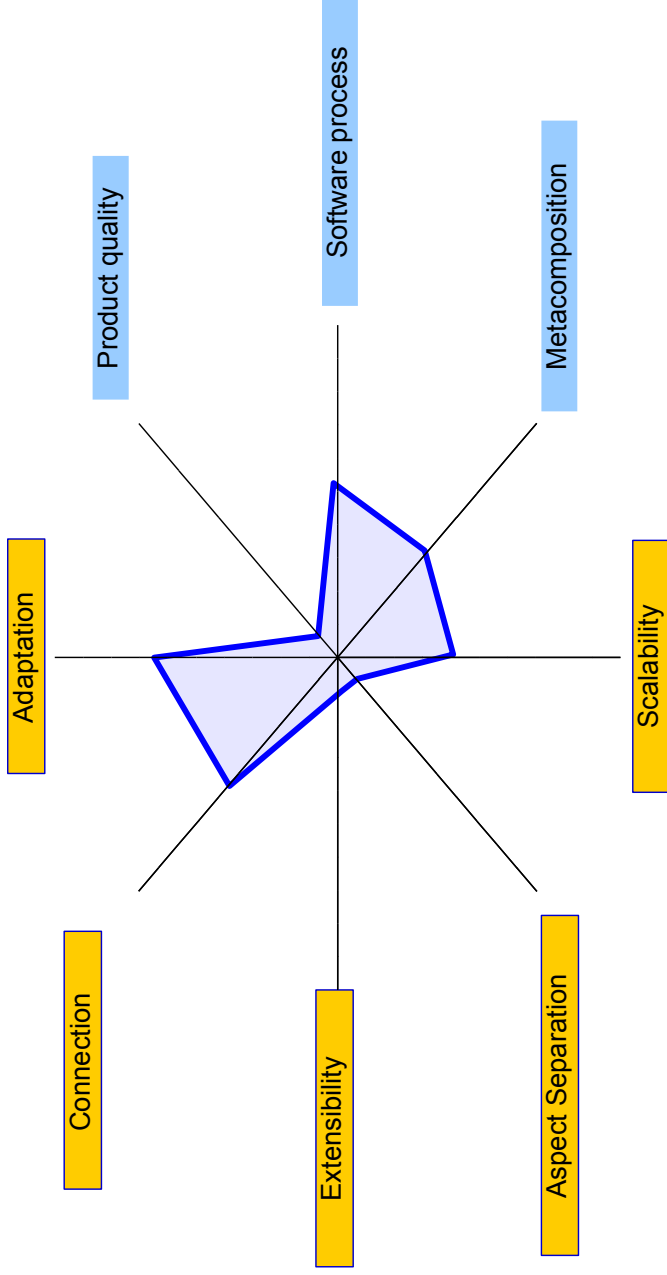 Adaptation
Connection
Product quality
Extensibility
Software process
Aspect Separation
Metacomposition
Scalability